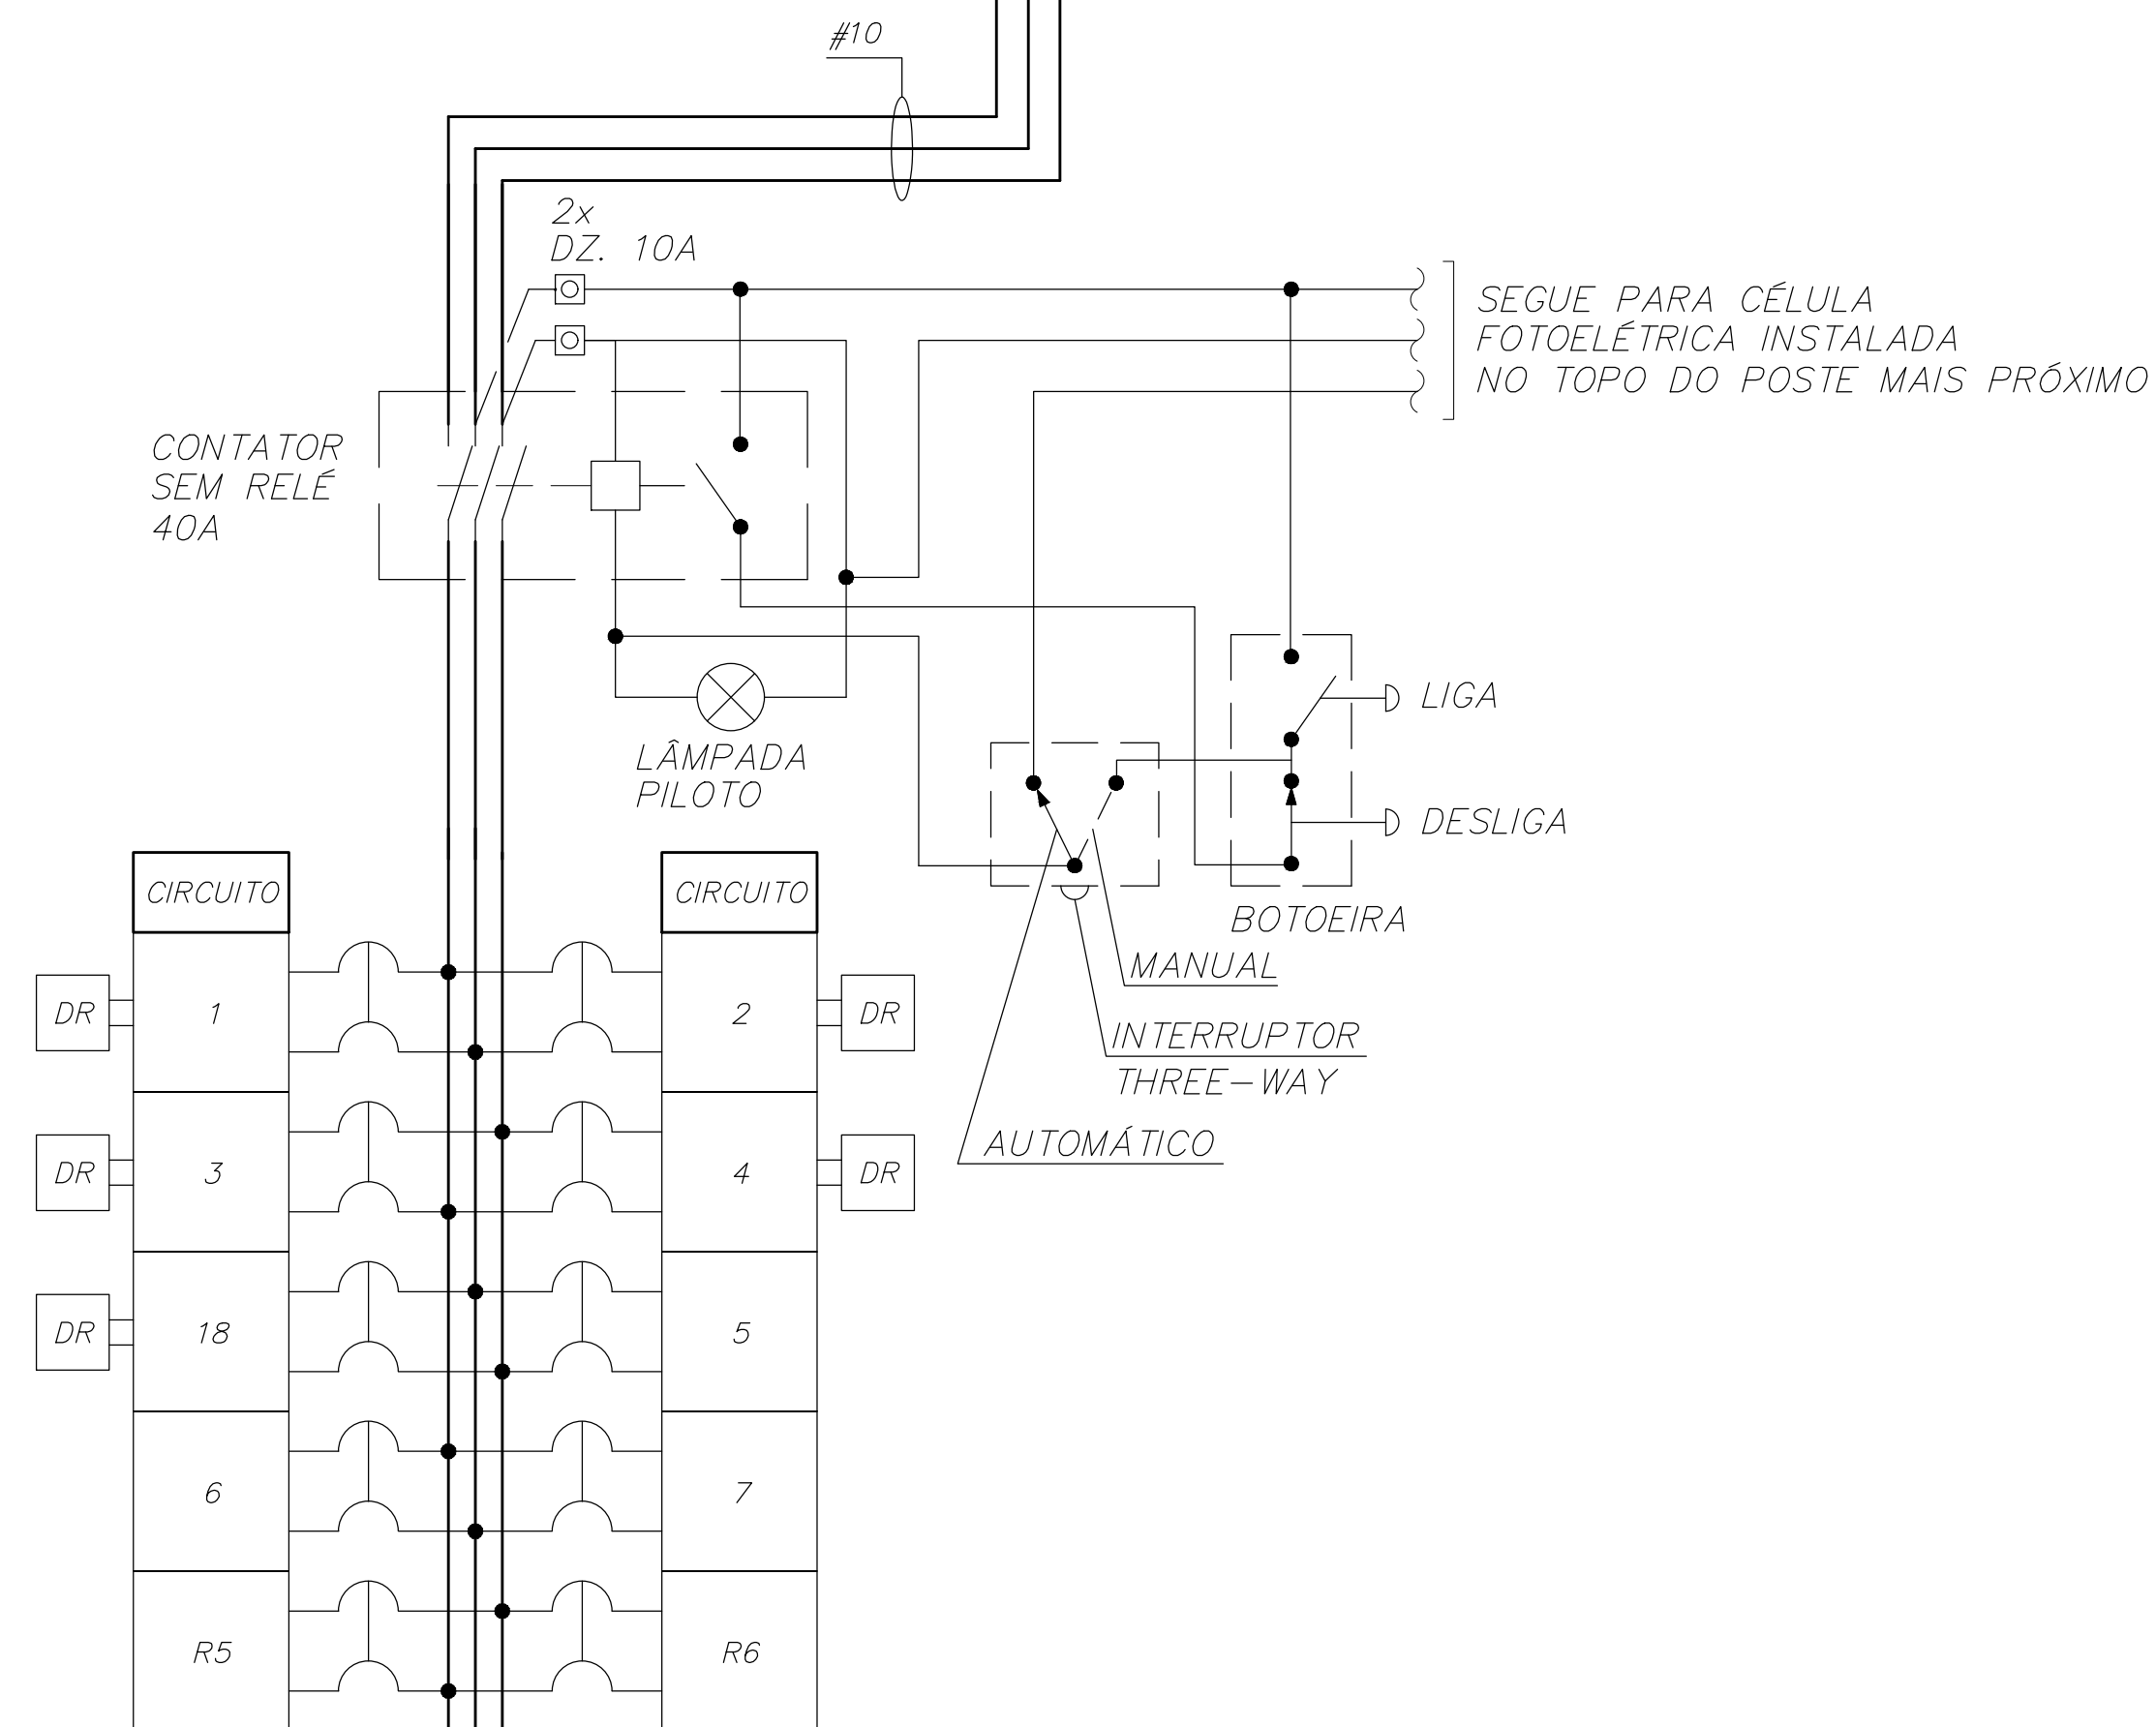 #10
2x
DZ. 10A
SEGUE PARA CÉLULA
FOTOELÉTRICA INSTALADA
NO TOPO DO POSTE MAIS PRÓXIMO
CONTATOR
SEM RELÉ
40A
LIGA
LÂMPADA
PILOTO
DESLIGA
BOTOEIRA
MANUAL
INTERRUPTOR
THREE-WAY
AUTOMÁTICO
CIRCUITO
CIRCUITO
DR
1
2
DR
DR
3
4
DR
DR
18
5
6
7
R5
R6